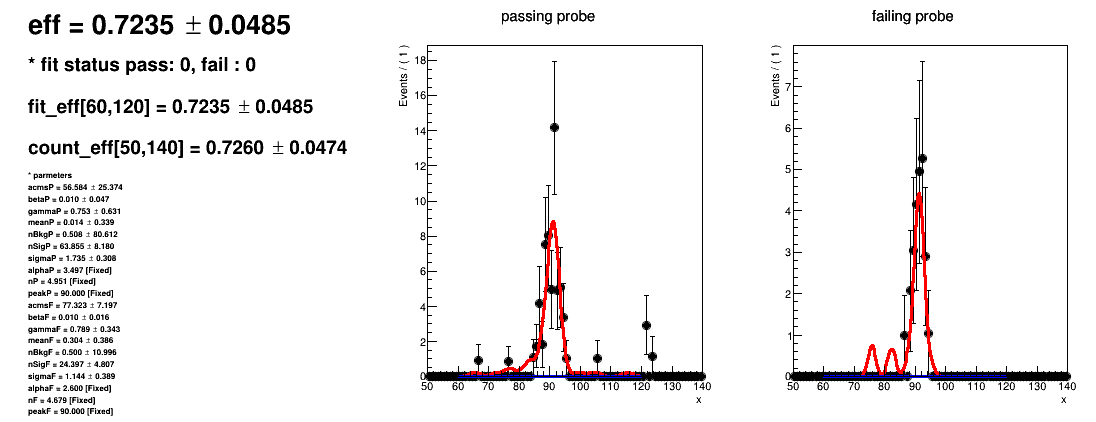 eff = 0.7235 ± 0.0485
* fit status pass: 0, fail : 0
fit_eff[60,120] = 0.7235 ± 0.0485
count_eff[50,140] = 0.7260 ± 0.0474
* parmeters
acmsP = 56.584 ± 25.374
betaP = 0.010 ± 0.047
gammaP = 0.753 ± 0.631
meanP = 0.014 ± 0.339
nBkgP = 0.508 ± 80.612
nSigP = 63.855 ± 8.180
sigmaP = 1.735 ± 0.308
alphaP = 3.497 [Fixed]
nP = 4.951 [Fixed]
peakP = 90.000 [Fixed]
acmsF = 77.323 ± 7.197
betaF = 0.010 ± 0.016
gammaF = 0.789 ± 0.343
meanF = 0.304 ± 0.386
nBkgF = 0.500 ± 10.996
nSigF = 24.397 ± 4.807
sigmaF = 1.144 ± 0.389
alphaF = 2.600 [Fixed]
nF = 4.679 [Fixed]
peakF = 90.000 [Fixed]
passing probe
Events / ( 1 )
18
16
14
12
10
8
6
4
2
0
50 60 70 80 90 100 110 120 130 140
x
failing probe
Events / ( 1 )
7
6
5
4
3
2
1
0
50 60 70 80 90 100 110 120 130 140
x